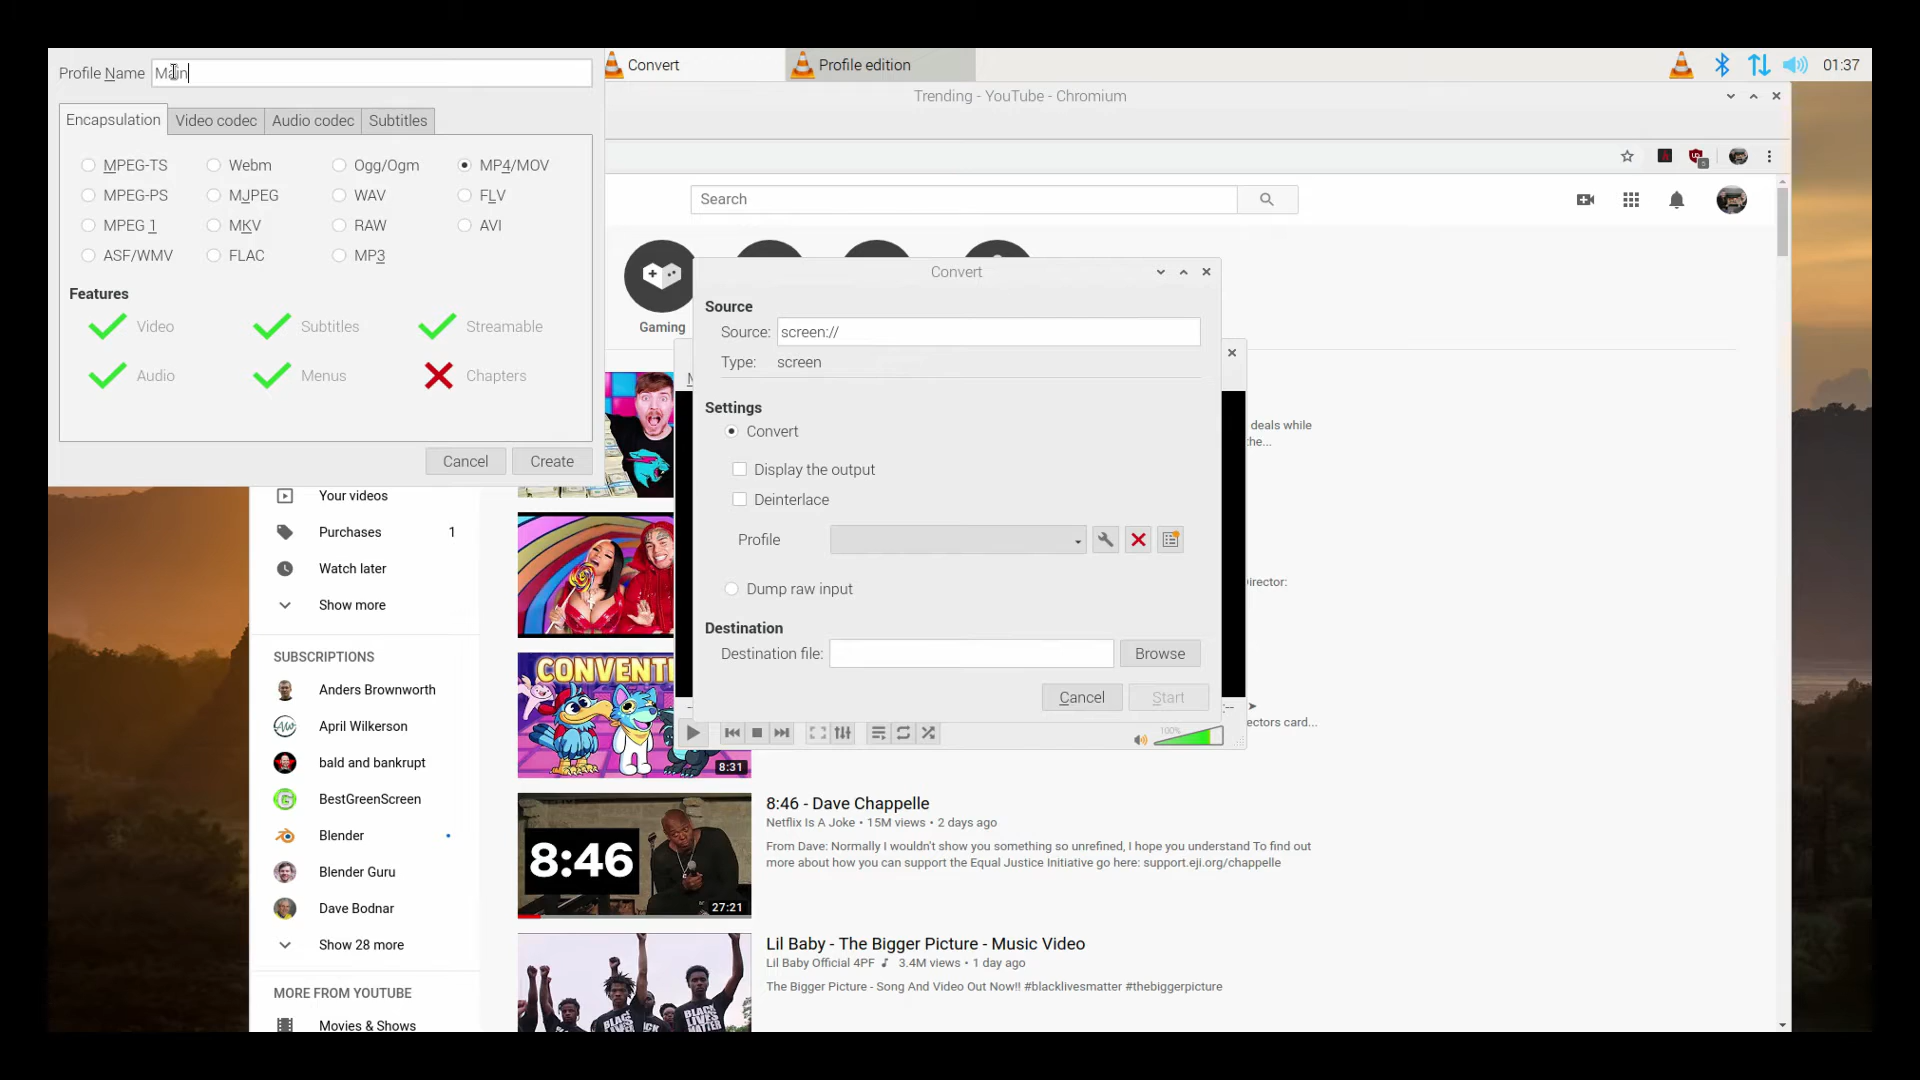 Profile Name Main
Convert
Profile edition
01:37
Trending - YouTube - Chromium
Encapsulation
Video codec
Audio codec
Subtitles
MPEG-TS
Webm
Ogg/Ogm
MP4/MOV
MPEG-PS
MJPEG
WAV
FLV
MPEG 1
MKV
RAW
AVI
ASF/WMV
FLAC
MP3
Features
Video
Subtitles
Streamable
Audio
Menus
Chapters
Cancel
Create
Search
Gaming
Convert
Source
Source: screen://
Type: screen
Settings
Convert
Display the output
Deinterlace
Profile
Dump raw input
Destination
Destination file:
Browse
Cancel
Start
100%
deals while
the...
Director:
ectors card...
Your videos
Purchases 1
Watch later
Show more
SUBSCRIPTIONS
Anders Brownworth
April Wilkerson
bald and bankrupt
BestGreenScreen
Blender
Blender Guru
Dave Bodnar
Show 28 more
MORE FROM YOUTUBE
Movies & Shows
CONVENTI
8:31
8:46
27:21
8:46 - Dave Chappelle
Netflix Is A Joke • 15M views • 2 days ago
From Dave: Normally I wouldn't show you something so unrefined, I hope you understand To find out
more about how you can support the Equal Justice Initiative go here: support.eji.org/chappelle
BLACK LIVES MATTER
Lil Baby - The Bigger Picture - Music Video
Lil Baby Official 4PF 3.4M views • 1 day ago
The Bigger Picture - Song And Video Out Now!! #blacklivesmatter #thebiggerpicture